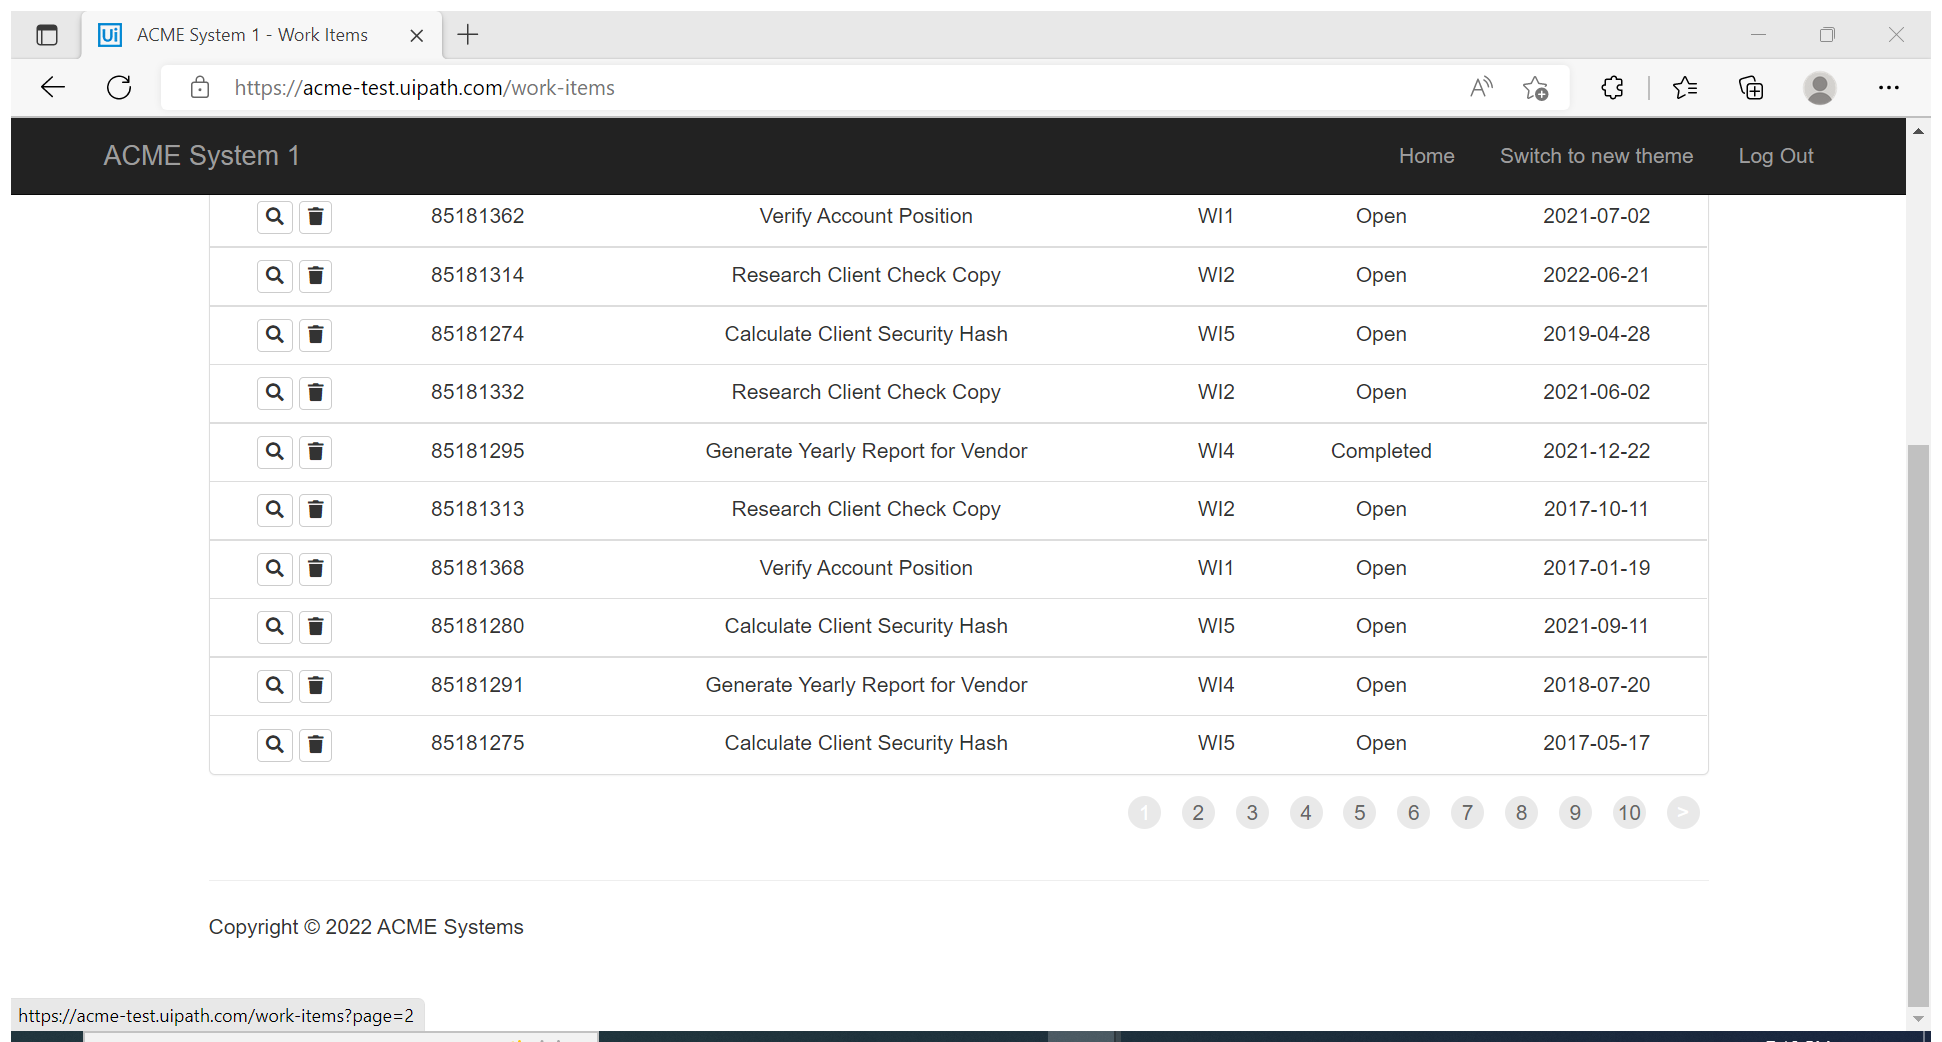 ACME System 1 - Work Items
https://acme-test.uipath.com/work-items
ACME System 1 Home Switch to new theme Log Out
85181362 Verify Account Position WI1 Open 2021-07-02
85181314 Research Client Check Copy WI2 Open 2022-06-21
85181274 Calculate Client Security Hash WI5 Open 2019-04-28
85181332 Research Client Check Copy WI2 Open 2021-06-02
85181295 Generate Yearly Report for Vendor WI4 Completed 2021-12-22
85181313 Research Client Check Copy WI2 Open 2017-10-11
85181368 Verify Account Position WI1 Open 2017-01-19
85181280 Calculate Client Security Hash WI5 Open 2021-09-11
85181291 Generate Yearly Report for Vendor WI4 Open 2018-07-20
85181275 Calculate Client Security Hash WI5 Open 2017-05-17
1 2 3 4 5 6 7 8 9 10 >
Copyright © 2022 ACME Systems
https://acme-test.uipath.com/work-items?page=2